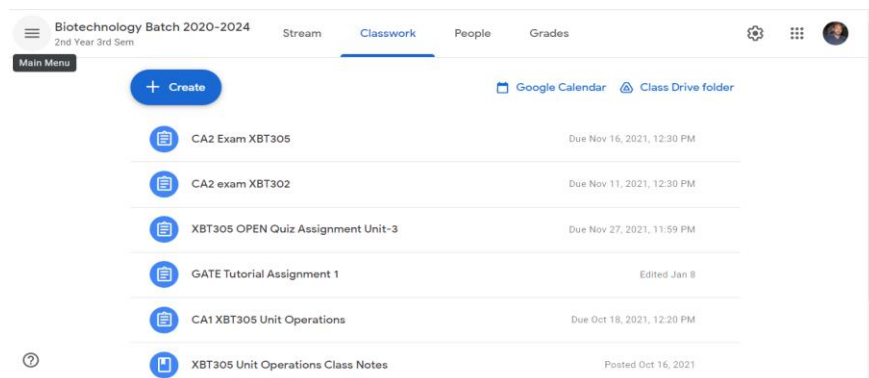 Biotechnology Batch 2020-2024
2nd Year 3rd Sem
Stream Classwork People Grades
Main Menu
+ Create
Google Calendar Class Drive folder
CA2 Exam XBT305 Due Nov 16, 2021, 12:30 PM
CA2 exam XBT302 Due Nov 11, 2021, 12:30 PM
XBT305 OPEN Quiz Assignment Unit-3 Due Nov 27, 2021, 11:59 PM
GATE Tutorial Assignment 1 Edited Jan 8
CA1 XBT305 Unit Operations Due Oct 18, 2021, 12:20 PM
XBT305 Unit Operations Class Notes Posted Oct 16, 2021